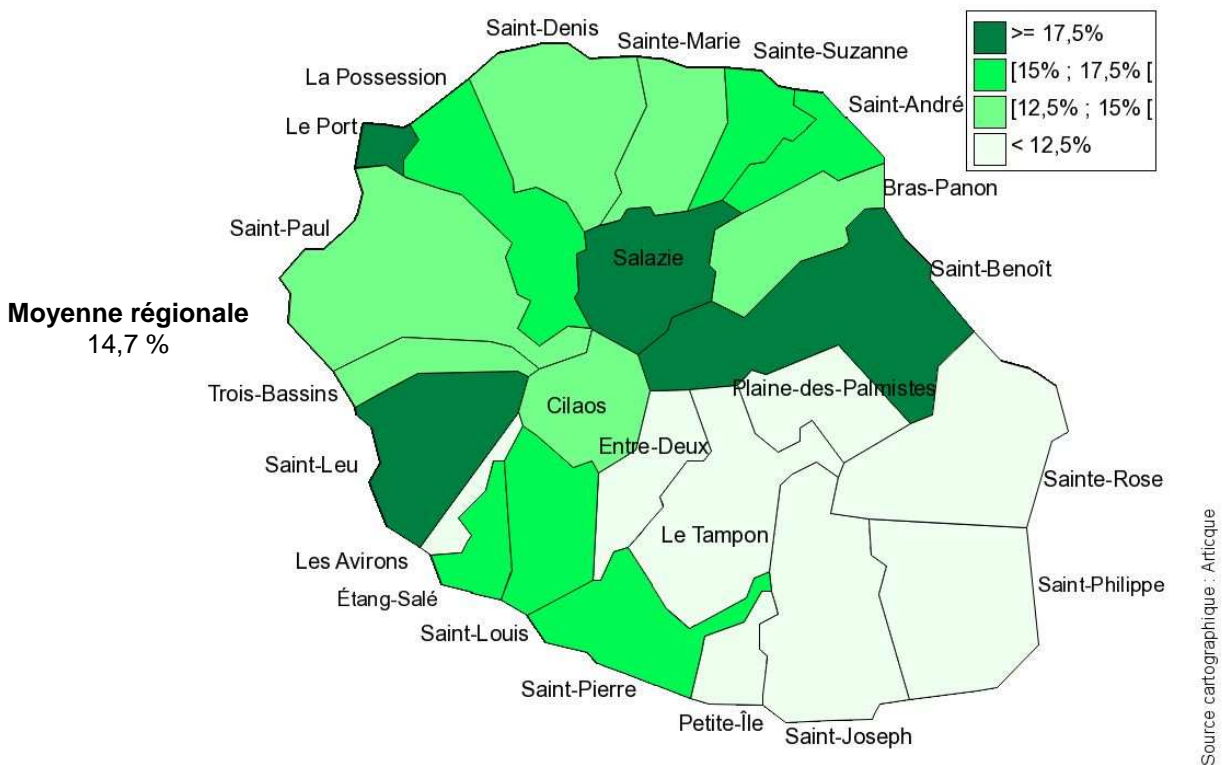 Saint-Denis
Sainte-Marie
Sainte-Suzanne
La Possession
Saint-André
Le Port
>= 17,5%
[15% ; 17,5% [
[12,5% ; 15% [
< 12,5%
Bras-Panon
Saint-Paul
Salazie
Saint-Benoît
Moyenne régionale
14,7 %
Trois-Bassins
Cilaos
Plaine-des-Palmistes
Entre-Deux
Saint-Leu
Sainte-Rose
Le Tampon
Les Avirons
Saint-Philippe
Étang-Salé
Saint-Louis
Saint-Pierre
Petite-Île
Saint-Joseph
Source cartographique : Articque